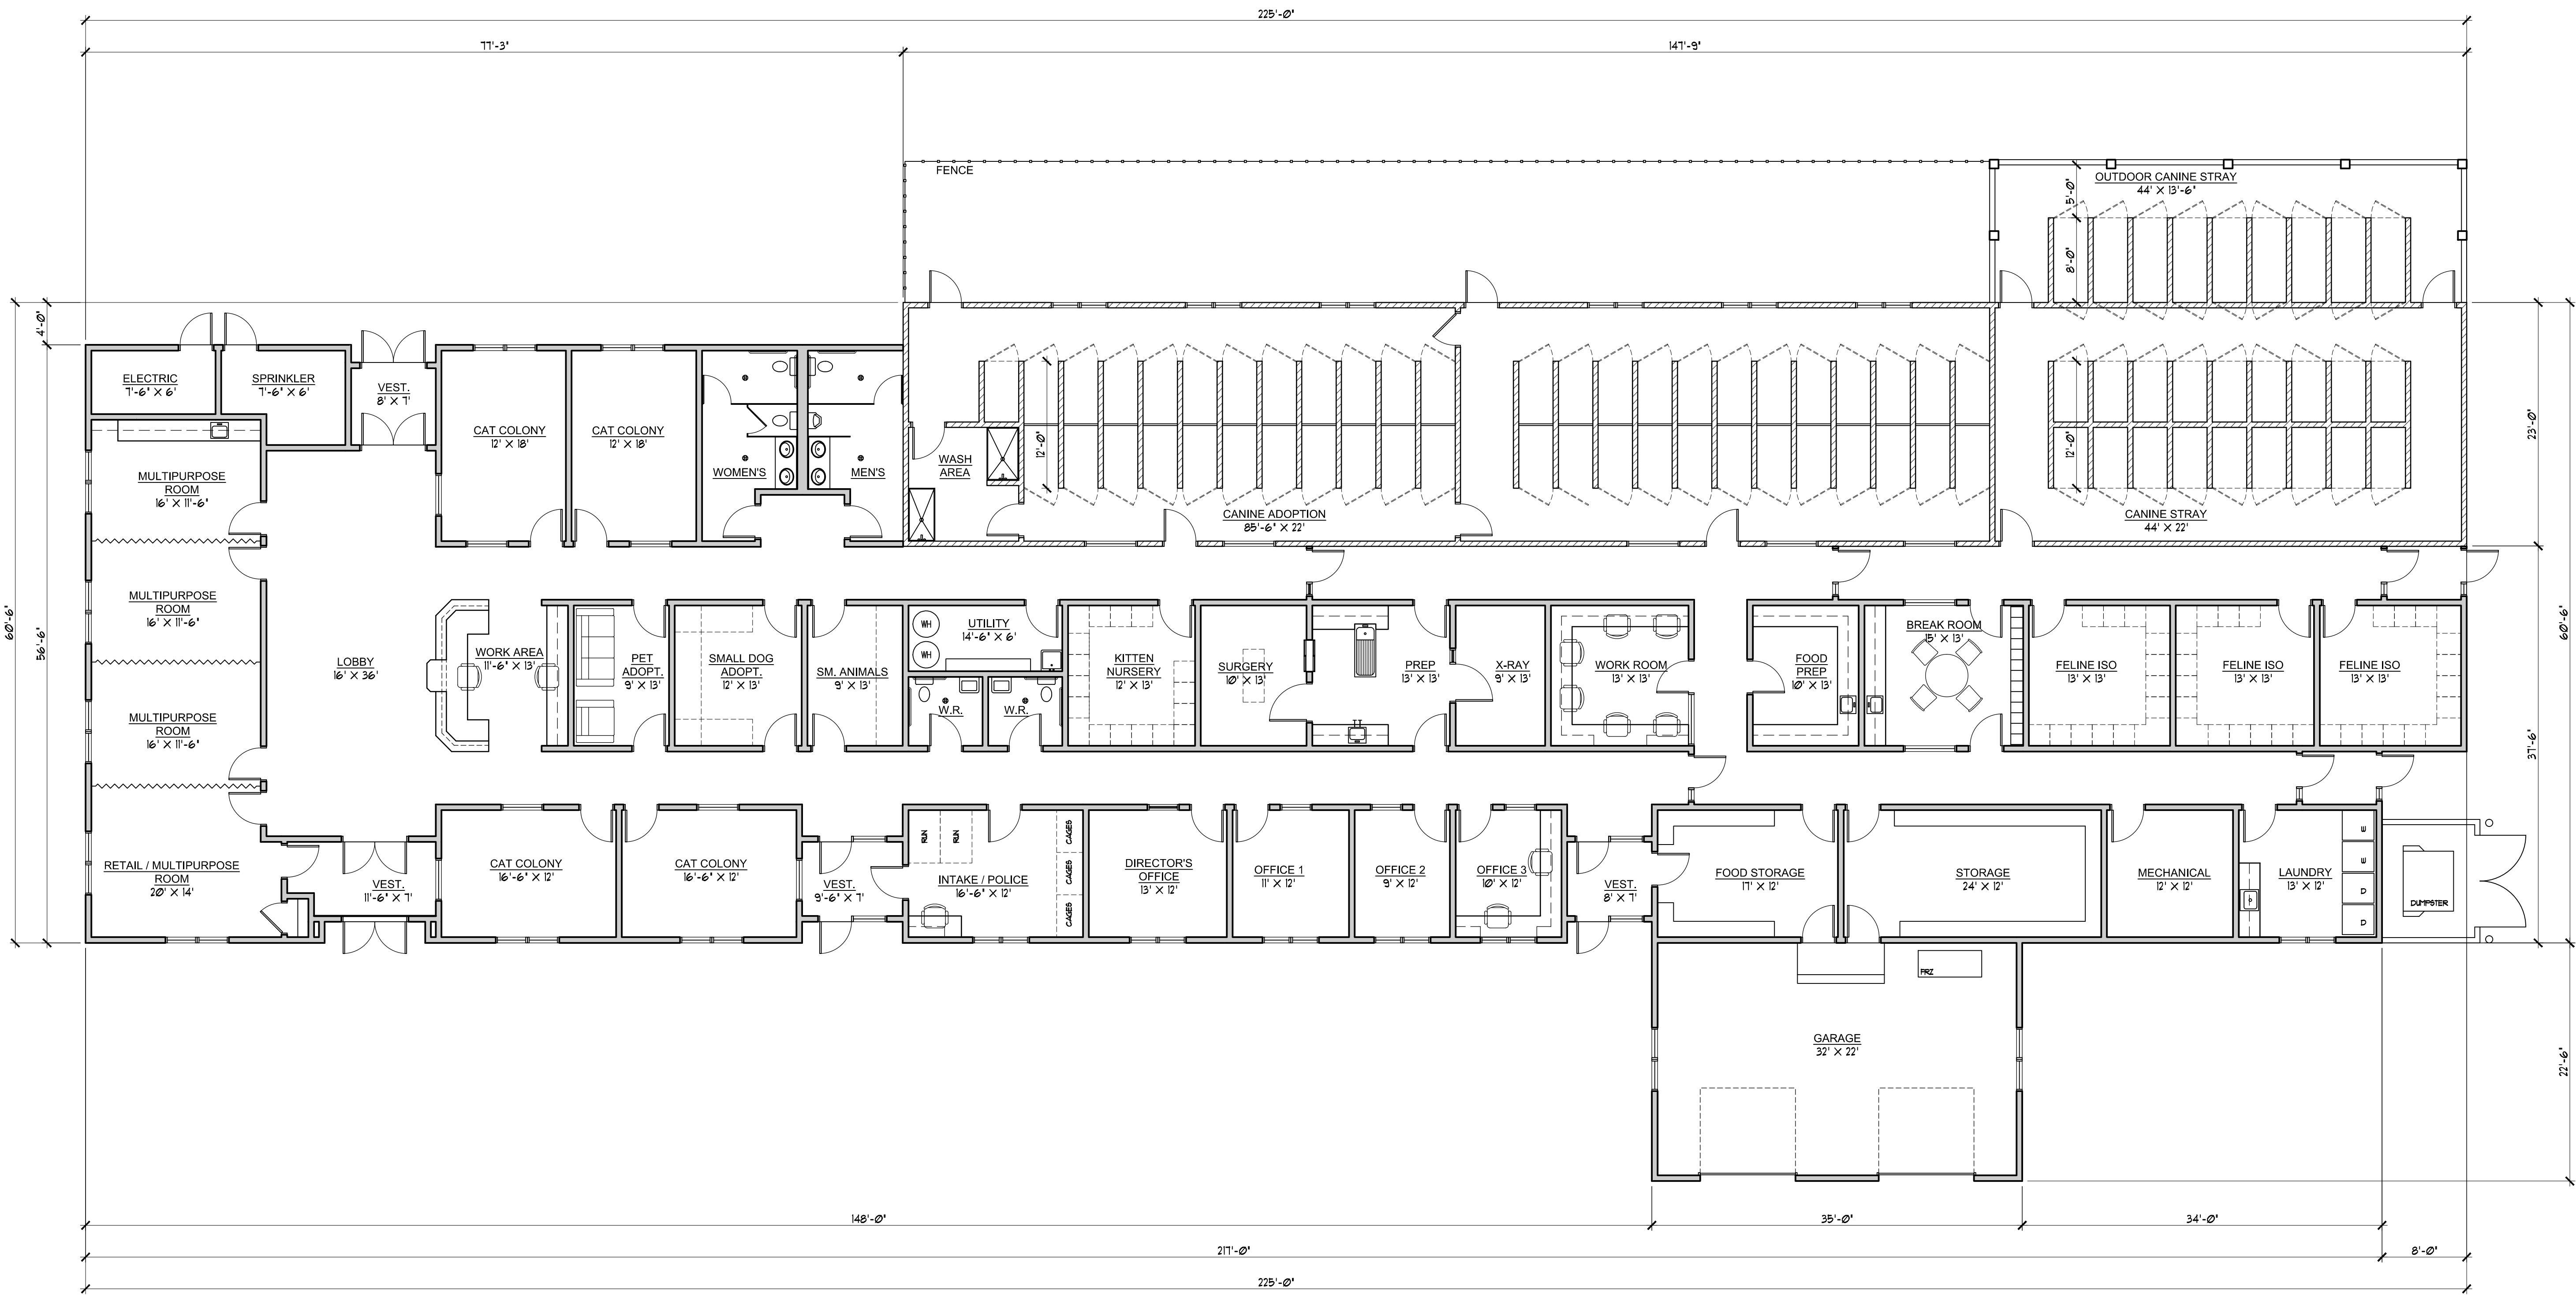 225'-0"
77'-3"
147'-9"
FENCE
OUTDOOR CANINE STRAY
44' X 13'-6"
5'-0"
8'-0"
60'-6"
56'-6"
4'-0"
ELECTRIC
7'-6" X 6'
SPRINKLER
7'-6" X 6'
VEST.
8' X 7'
CAT COLONY
12' X 18'
CAT COLONY
12' X 18'
WOMEN'S
MEN'S
WASH
AREA
12'-0"
CANINE ADOPTION
85'-6" X 22'
12'-0"
CANINE STRAY
44' X 22'
23'-0"
60'-6"
37'-6"
22'-6"
MULTIPURPOSE
ROOM
16' X 11'-6"
MULTIPURPOSE
ROOM
16' X 11'-6"
MULTIPURPOSE
ROOM
16' X 11'-6"
LOBBY
16' X 36'
WORK AREA
11'-6" X 13'
PET
ADOPT.
9' X 13'
SMALL DOG
ADOPT.
12' X 13'
SM. ANIMALS
9' X 13'
WH
WH
UTILITY
14'-6" X 6'
W.R.
W.R.
KITTEN
NURSERY
12' X 13'
SURGERY
10' X 13'
PREP
13' X 13'
X-RAY
9' X 13'
WORK ROOM
13' X 13'
FOOD
PREP
10' X 13'
BREAK ROOM
15' X 13'
FELINE ISO
13' X 13'
FELINE ISO
13' X 13'
FELINE ISO
13' X 13'
RETAIL / MULTIPURPOSE
ROOM
20' X 14'
VEST.
11'-6" X 7'
CAT COLONY
16'-6" X 12'
CAT COLONY
16'-6" X 12'
VEST.
9'-6" X 7'
RUN
RUN
CAGES
CAGES
CAGES
INTAKE / POLICE
16'-6" X 12'
DIRECTOR'S
OFFICE
13' X 12'
OFFICE 1
11' X 12'
OFFICE 2
9' X 12'
OFFICE 3
10' X 12'
VEST.
8' X 7'
FOOD STORAGE
17' X 12'
STORAGE
24' X 12'
MECHANICAL
12' X 12'
LAUNDRY
13' X 12'
W
W
D
D
DUMPSTER
FRZ
GARAGE
32' X 22'
148'-0"
35'-0"
34'-0"
217'-0"
8'-0"
225'-0"